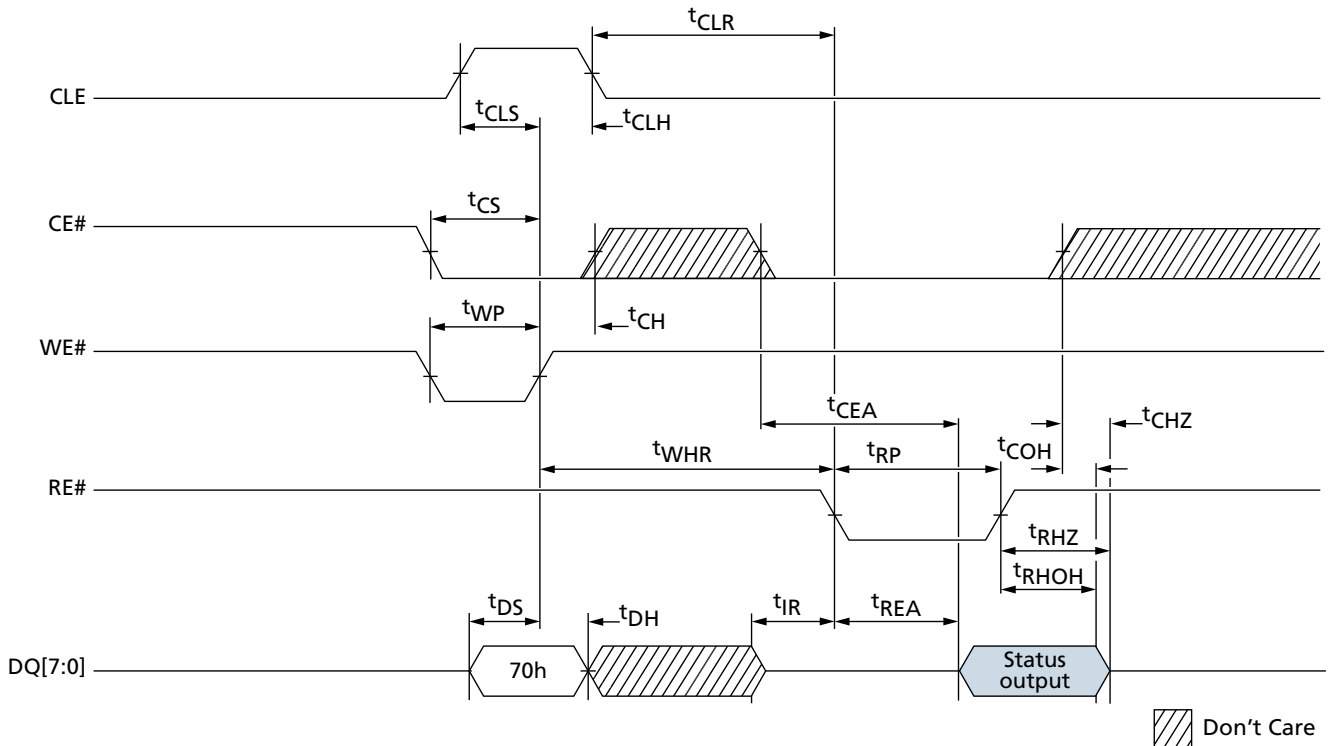 tCLR
CLE
tCLS
tCLH
tCS
CE#
tWP
tCH
WE#
tCEA
tCHZ
tWHR
tRP
tCOH
RE#
tRHZ
tRHOH
tDS
tDH
tIR
tREA
DQ[7:0]
70h
Status
output
Don't Care